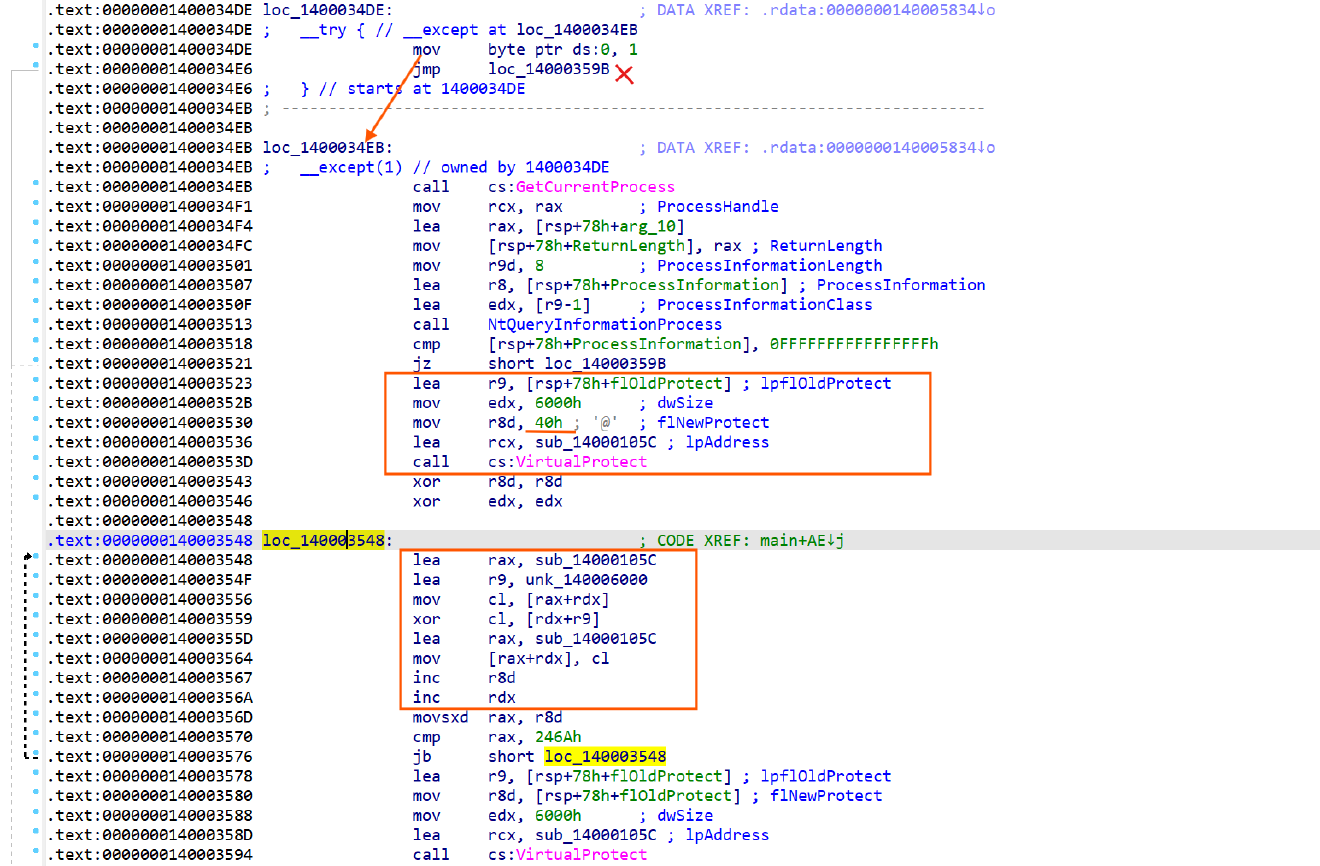 .text:00000001400034DE loc_1400034DE: ; DATA XREF: .rdata:0000000140005834↓o
.text:00000001400034DE ; __try { // __except at loc_1400034EB
.text:00000001400034DE mov byte ptr ds:0, 1
.text:00000001400034E6 jmp loc_14000359B
.text:00000001400034E6 ; } // starts at 1400034DE
.text:00000001400034EB ; ---------------------------------------------------------------------------
.text:00000001400034EB
.text:00000001400034EB loc_1400034EB: ; DATA XREF: .rdata:0000000140005834↓o
.text:00000001400034EB ; __except(1) // owned by 1400034DE
.text:00000001400034EB call cs:GetCurrentProcess
.text:00000001400034F1 mov rcx, rax ; ProcessHandle
.text:00000001400034F4 lea rax, [rsp+78h+arg_10]
.text:00000001400034FC mov [rsp+78h+ReturnLength], rax ; ReturnLength
.text:0000000140003501 mov r9d, 8 ; ProcessInformationLength
.text:0000000140003507 lea r8, [rsp+78h+ProcessInformation] ; ProcessInformation
.text:000000014000350F lea edx, [r9-1] ; ProcessInformationClass
.text:0000000140003513 call NtQueryInformationProcess
.text:0000000140003518 cmp [rsp+78h+ProcessInformation], 0FFFFFFFFFFFFFFFFh
.text:0000000140003521 jz short loc_14000359B
.text:0000000140003523 lea r9, [rsp+78h+flOldProtect] ; lpflOldProtect
.text:000000014000352B mov edx, 6000h ; dwSize
.text:0000000140003530 mov r8d, 40h ; '@' ; flNewProtect
.text:0000000140003536 lea rcx, sub_14000105C ; lpAddress
.text:000000014000353D call cs:VirtualProtect
.text:0000000140003543 xor r8d, r8d
.text:0000000140003546 xor edx, edx
.text:0000000140003548
.text:0000000140003548 loc_140003548: ; CODE XREF: main+AE↓j
.text:0000000140003548 lea rax, sub_14000105C
.text:000000014000354F lea r9, unk_140006000
.text:0000000140003556 mov cl, [rax+rdx]
.text:0000000140003559 xor cl, [rdx+r9]
.text:000000014000355D lea rax, sub_14000105C
.text:0000000140003564 mov [rax+rdx], cl
.text:0000000140003567 inc r8d
.text:000000014000356A inc rdx
.text:000000014000356D movsxd rax, r8d
.text:0000000140003570 cmp rax, 246Ah
.text:0000000140003576 jb short loc_140003548
.text:0000000140003578 lea r9, [rsp+78h+flOldProtect] ; lpflOldProtect
.text:0000000140003580 mov r8d, [rsp+78h+flOldProtect] ; flNewProtect
.text:0000000140003588 mov edx, 6000h ; dwSize
.text:000000014000358D lea rcx, sub_14000105C ; lpAddress
.text:0000000140003594 call cs:VirtualProtect